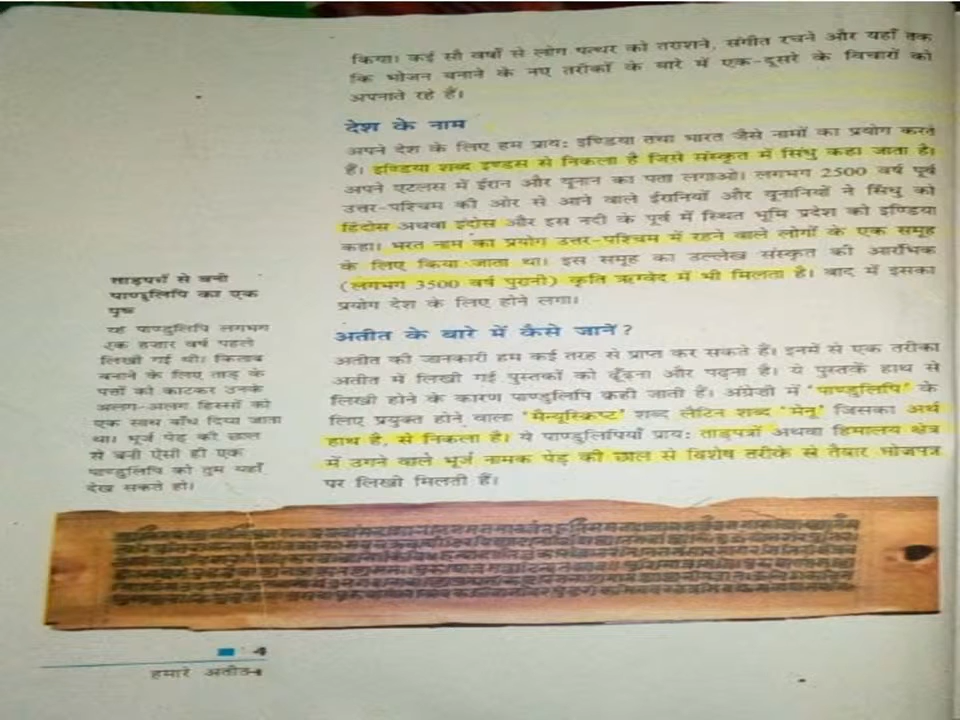 किया। कई सौ वर्षों से लोग पत्थर को तराशने, संगीत रचने और यहाँ तक
कि भोजन बनाने के नए तरीकों के बारे में एक-दूसरे के विचारों को
अपनाते रहे हैं।
देश के नाम
अपने देश के लिए हम प्राय: इण्डिया तथा भारत जैसे नामों का प्रयोग करते
हैं। इण्डिया शब्द इण्डस से निकला है जिसे संस्कृत में सिंधु कहा जाता है।
अपने एटलस में ईरान और यूनान का पता लगाओ। लगभग 2500 वर्ष पूर्व
उत्तर-पश्चिम की ओर से आने वाले ईरानियों और यूनानियों ने सिंधु को
हिंदोस अथवा इंदोस और इस नदी के पूर्व में स्थित भूमि प्रदेश को इण्डिया
कहा। भरत नाम का प्रयोग उत्तर-पश्चिम में रहने वाले लोगों के एक समूह
के लिए किया जाता था। इस समूह का उल्लेख संस्कृत की आरंभिक
(लगभग 3500 वर्ष पुरानी) कृति ऋग्वेद में भी मिलता है। बाद में इसका
प्रयोग देश के लिए होने लगा।
अतीत के बारे में कैसे जानें?
अतीत की जानकारी हम कई तरह से प्राप्त कर सकते हैं। इनमें से एक तरीका
अतीत में लिखी गई पुस्तकों को ढूँढ़ना और पढ़ना है। ये पुस्तकें हाथ से
लिखी होने के कारण पाण्डुलिपि कही जाती हैं। अंग्रेज़ी में 'पाण्डुलिपि' के
लिए प्रयुक्त होने वाला 'मैन्यूस्क्रिप्ट' शब्द लैटिन शब्द 'मेनू' जिसका अर्थ
हाथ है, से निकला है। ये पाण्डुलिपियाँ प्राय: ताड़पत्रों अथवा हिमालय क्षेत्र
में उगने वाले भूर्ज नामक पेड़ की छाल से विशेष तरीके से तैयार भोजपत्र
पर लिखी मिलती हैं।
ताड़पत्रों से बनी
पाण्डुलिपि का एक
पृष्ठ
यह पाण्डुलिपि लगभग
एक हज़ार वर्ष पहले
लिखी गई थी। किताब
बनाने के लिए ताड़ के
पत्तों को काटकर उनके
अलग-अलग हिस्सों को
एक साथ बाँध दिया जाता
था। भूर्ज पेड़ की छाल
से बनी ऐसी ही एक
पाण्डुलिपि को तुम यहाँ
देख सकते हो।
4
हमारे अतीत-I